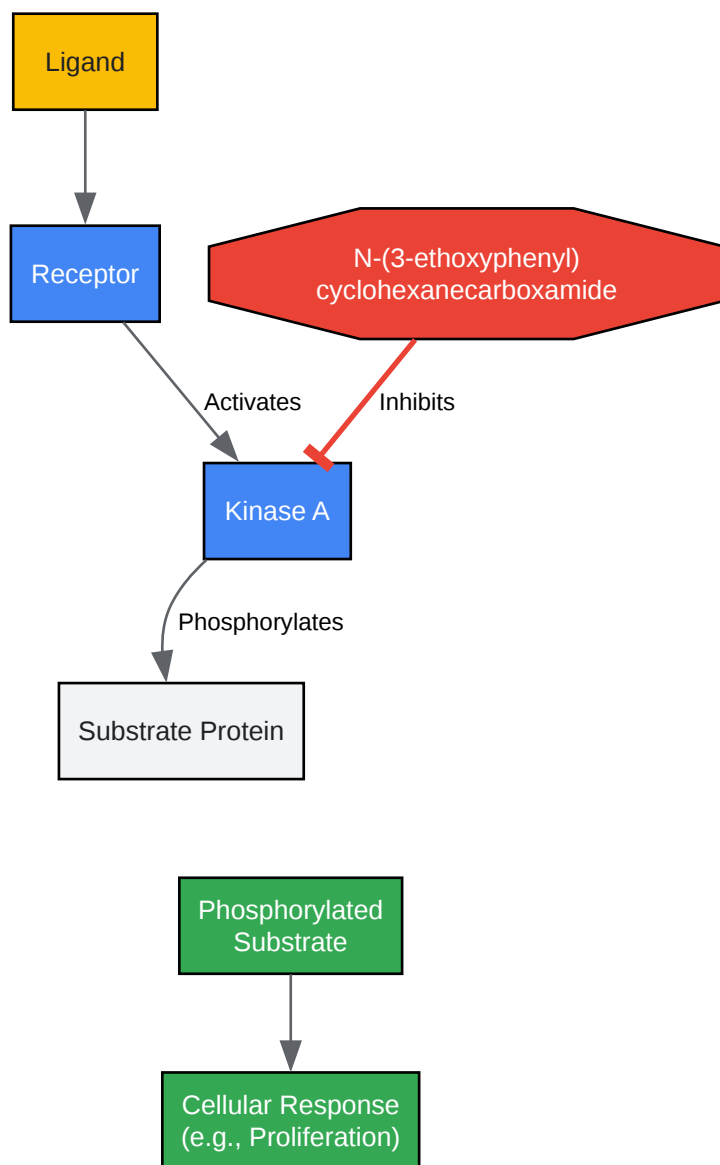 Ligand
Receptor
N-(3-ethoxyphenyl)
cyclohexanecarboxamide
Activates
Inhibits
Kinase A
Phosphorylates
Substrate Protein
Phosphorylated
Substrate
Cellular Response
(e.g., Proliferation)